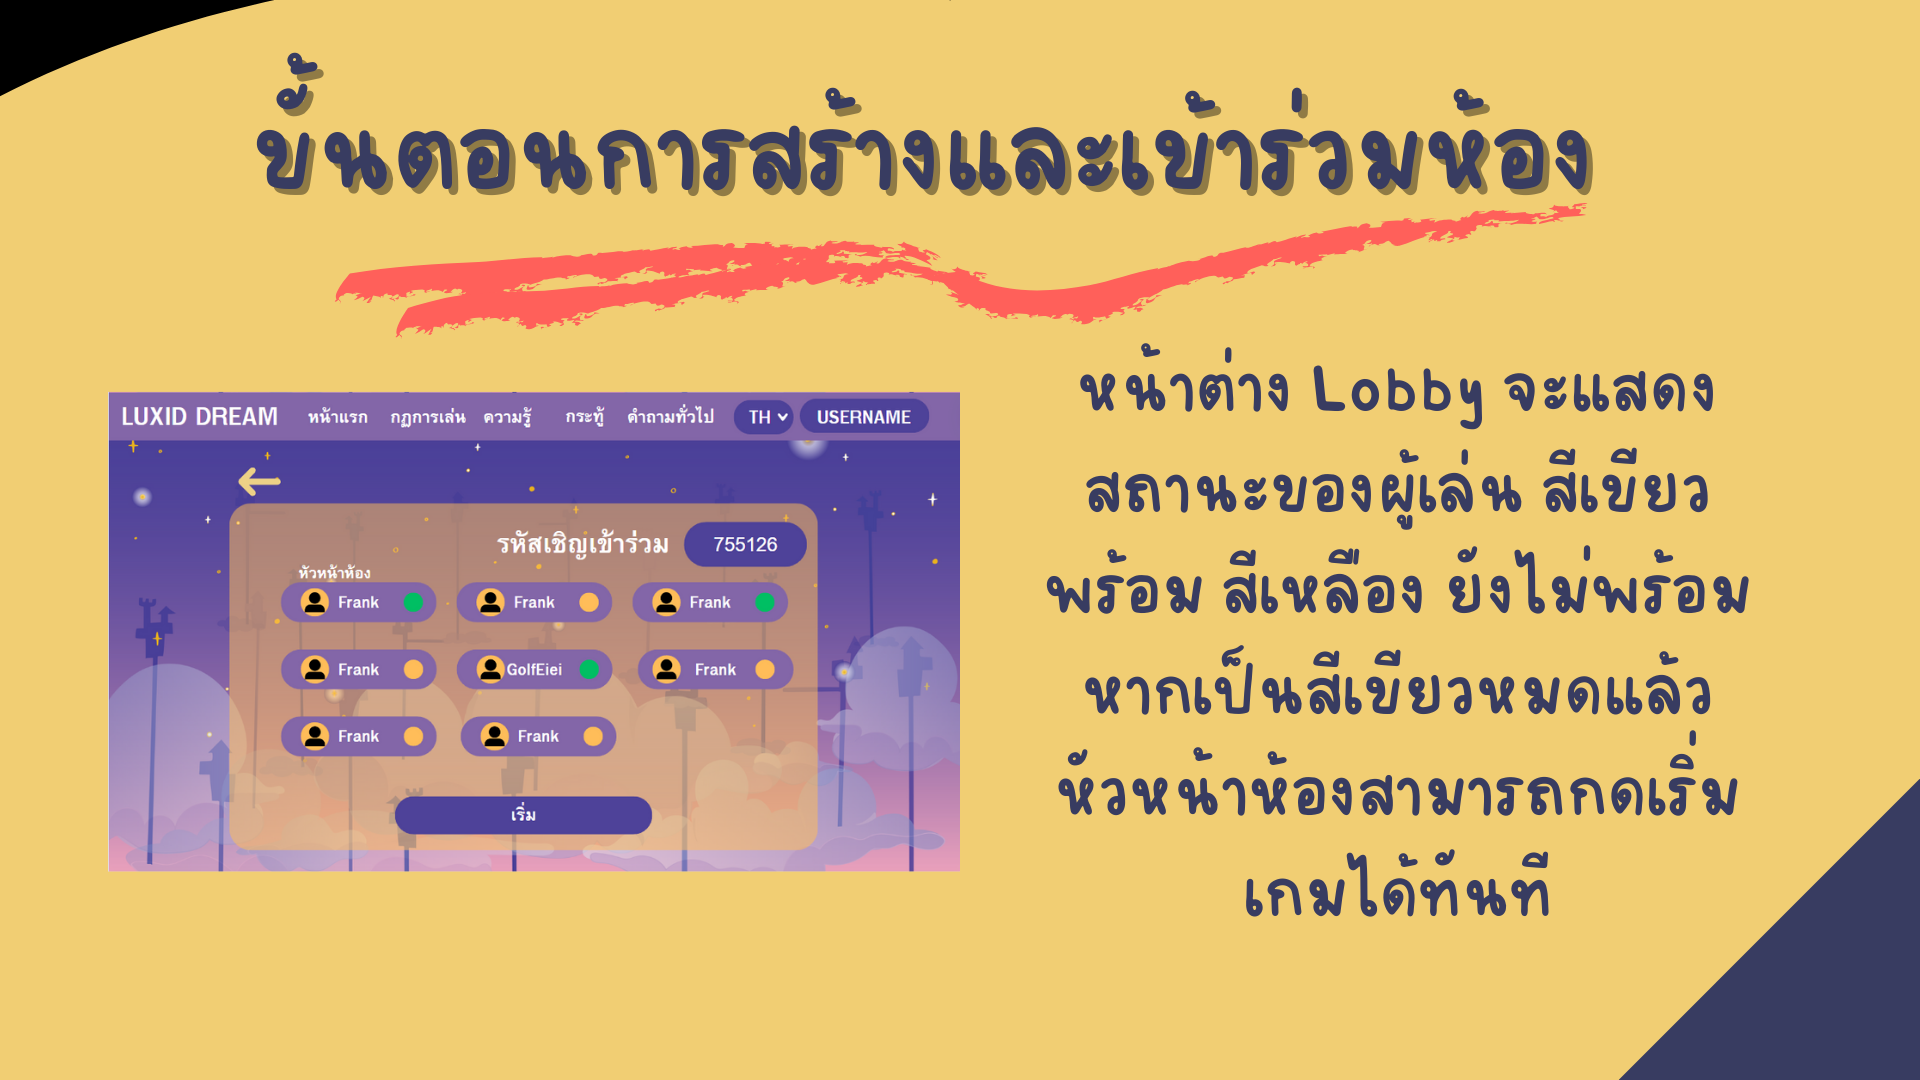 ขั้นตอนการสร้างและเข้าร่วมห้อง
LUXID DREAM หน้าแรก กฏการเล่น ความรู้ กระทู้ คำถามทั่วไป TH USERNAME
รหัสเชิญเข้าร่วม 755126
หัวหน้าห้อง
Frank Frank Frank
Frank GolfEiei Frank
Frank Frank
เริ่ม
หน้าต่าง Lobby จะแสดง
สถานะของผู้เล่น สีเขียว
พร้อม สีเหลือง ยังไม่พร้อม
หากเป็นสีเขียวหมดแล้ว
หัวหน้าห้องสามารถกดเริ่ม
เกมได้ทันที